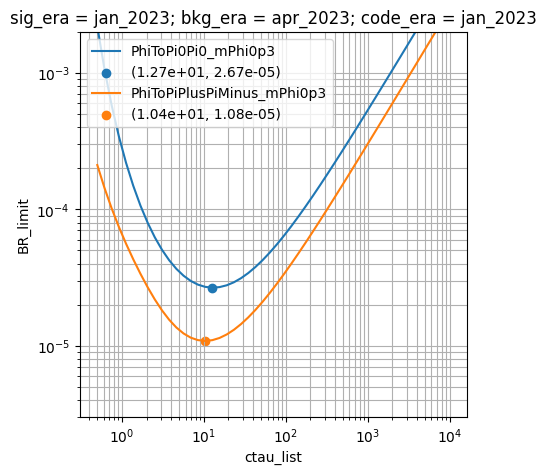 sig_era = jan_2023; bkg_era = apr_2023; code_era = jan_2023
PhiToPi0Pi0_mPhi0p3
(1.27e+01, 2.67e-05)
PhiToPiPlusPiMinus_mPhi0p3
(1.04e+01, 1.08e-05)
BR_limit
10⁻³
10⁻⁴
10⁻⁵
10⁰ 10¹ 10² 10³ 10⁴
ctau_list